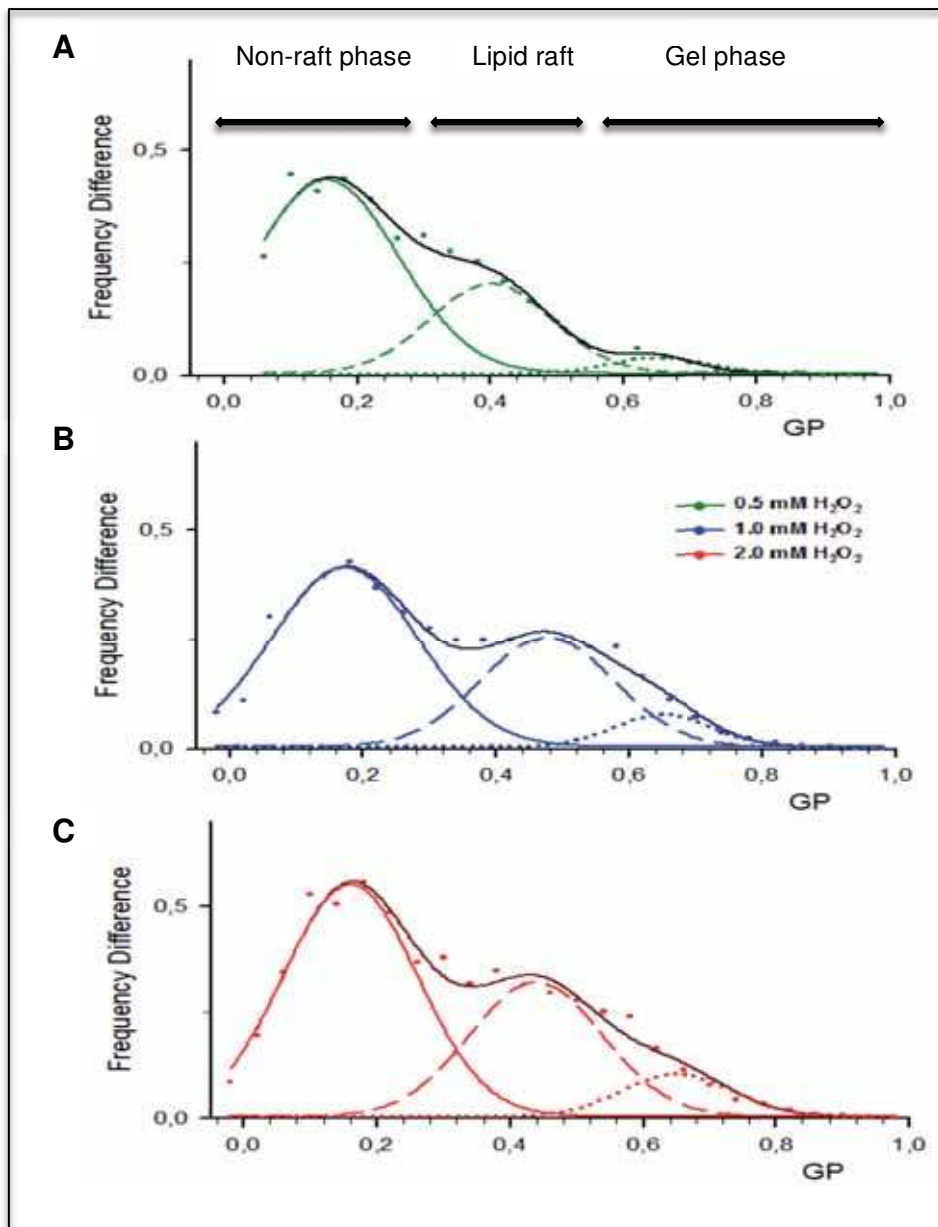 A
Non-raft phase Lipid raft Gel phase
Frequency Difference
0,5
0,0
0,0 0,2 0,4 0,6 0,8 1,0
GP
B
Frequency Difference
0,5
0,0
0.5 mM H₂O₂
1.0 mM H₂O₂
2.0 mM H₂O₂
0,0 0,2 0,4 0,6 0,8 1,0
GP
C
Frequency Difference
0,5
0,0
0,0 0,2 0,4 0,6 0,8 1,0
GP